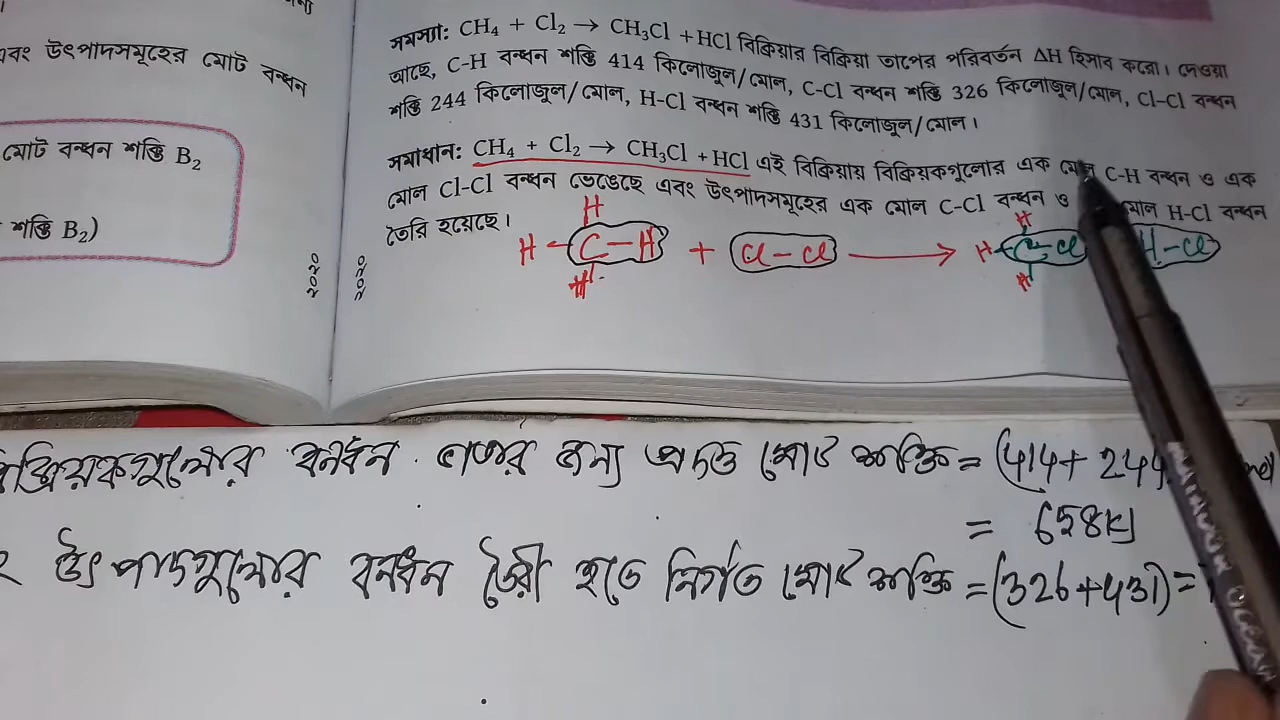 এবং উৎপাদসমূহের মোট বন্ধন
মোট বন্ধন শক্তি B₂
শক্তি B₂)
২০২০
সমস্যা: CH₄ + Cl₂ → CH₃Cl + HCl বিক্রিয়ার বিক্রিয়া তাপের পরিবর্তন ΔH হিসাব করো। দেওয়া
আছে, C-H বন্ধন শক্তি 414 কিলোজুল/মোল, C-Cl বন্ধন শক্তি 326 কিলোজুল/মোল, Cl-Cl বন্ধন
শক্তি 244 কিলোজুল/মোল, H-Cl বন্ধন শক্তি 431 কিলোজুল/মোল।
সমাধান: CH₄ + Cl₂ → CH₃Cl + HCl এই বিক্রিয়ায় বিক্রিয়কগুলোর এক মোল C-H বন্ধন ও এক
মোল Cl-Cl বন্ধন ভেঙেছে এবং উৎপাদসমূহের এক মোল C-Cl বন্ধন ও মোল H-Cl বন্ধন
তৈরি হয়েছে।
H H
H – C – H + Cl – Cl → H – C – Cl H – Cl
H H
২০২০
বিক্রিয়কগুলোর বন্ধন ভাঙার জন্য প্রদত্ত মোট শক্তি = (414 + 244
= 658 kJ
উৎপাদগুলোর বন্ধন তৈরী হতে নির্গত মোট শক্তি = (326 + 431) =